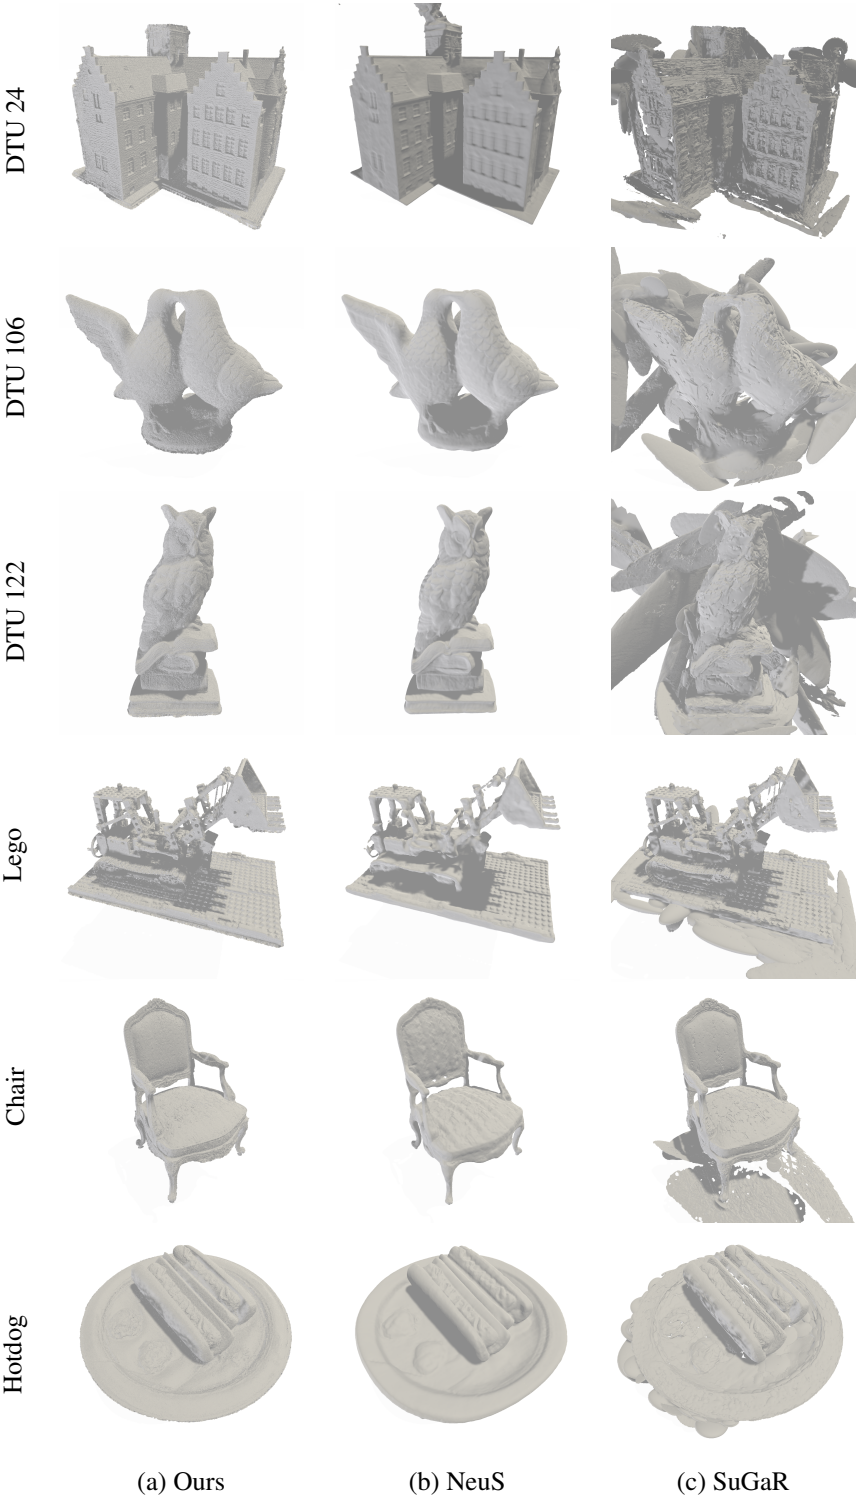 DTU 24
DTU 106
DTU 122
Lego
Chair
Hotdog
(a) Ours
(b) NeuS
(c) SuGaR